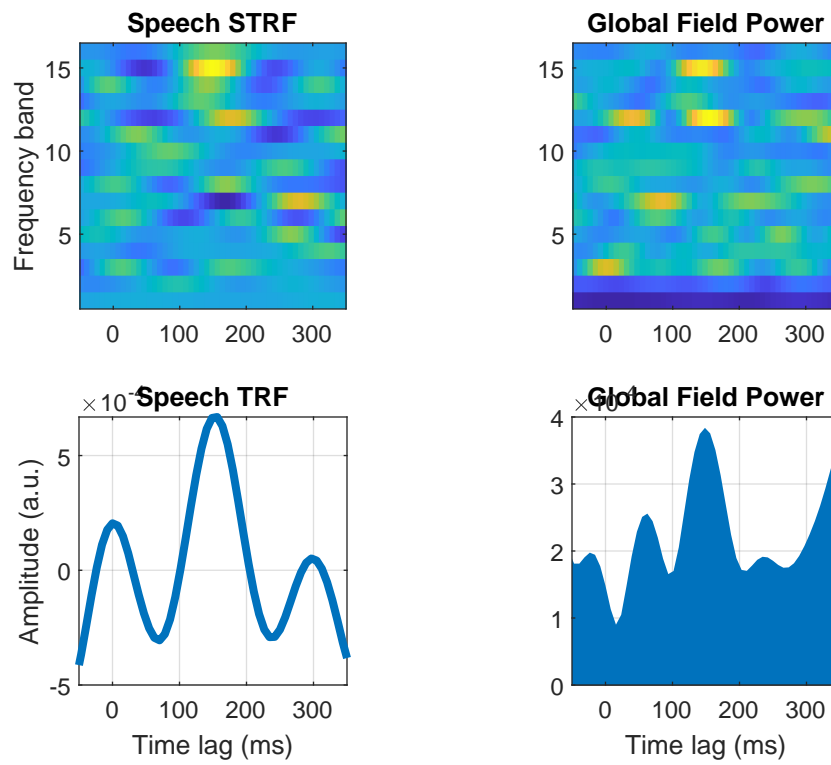 Speech STRF
Frequency band
15
10
5
0 100 200 300
Global Field Power
15
10
5
0 100 200 300
× 10⁻⁴
Speech TRF
Amplitude (a.u.)
5
0
-5
0 100 200 300
Time lag (ms)
Global Field Power
4
3
2
1
0
0 100 200 300
Time lag (ms)